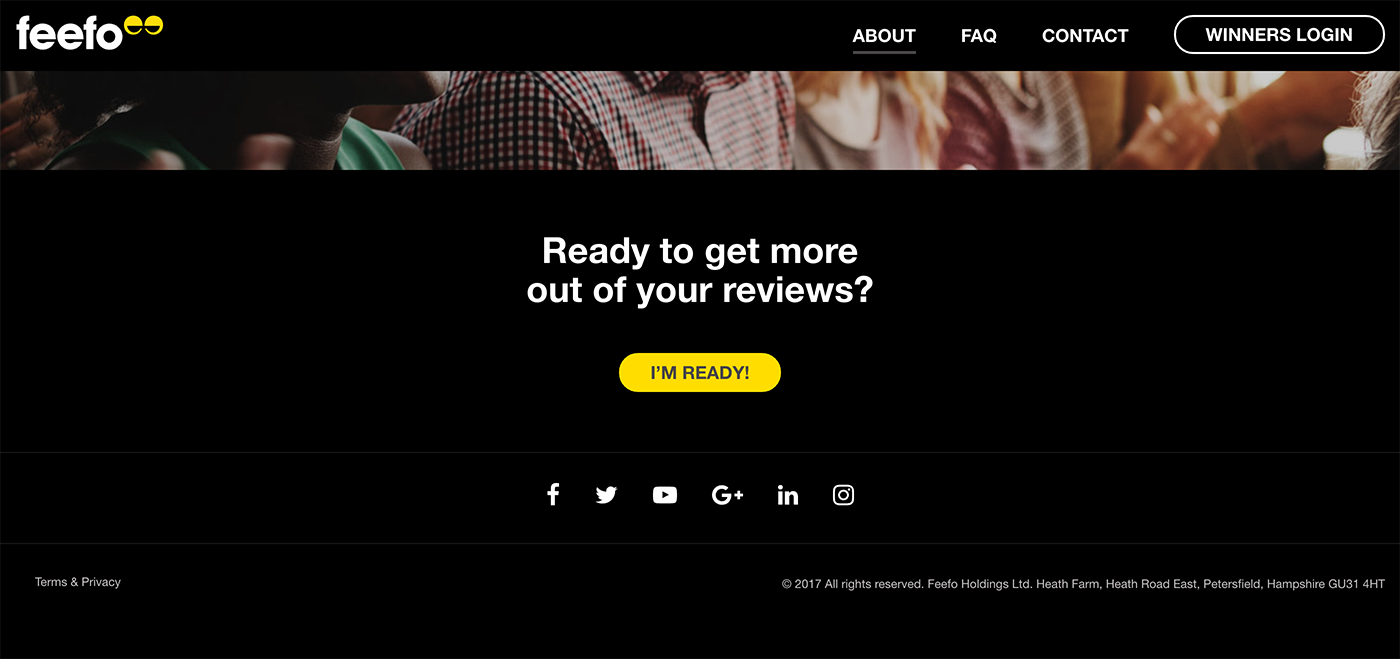 feefo
ABOUT
FAQ
CONTACT
WINNERS LOGIN
Ready to get more
out of your reviews?
I’M READY!
G+
in
Terms & Privacy
© 2017 All rights reserved. Feefo Holdings Ltd. Heath Farm, Heath Road East, Petersfield, Hampshire GU31 4HT